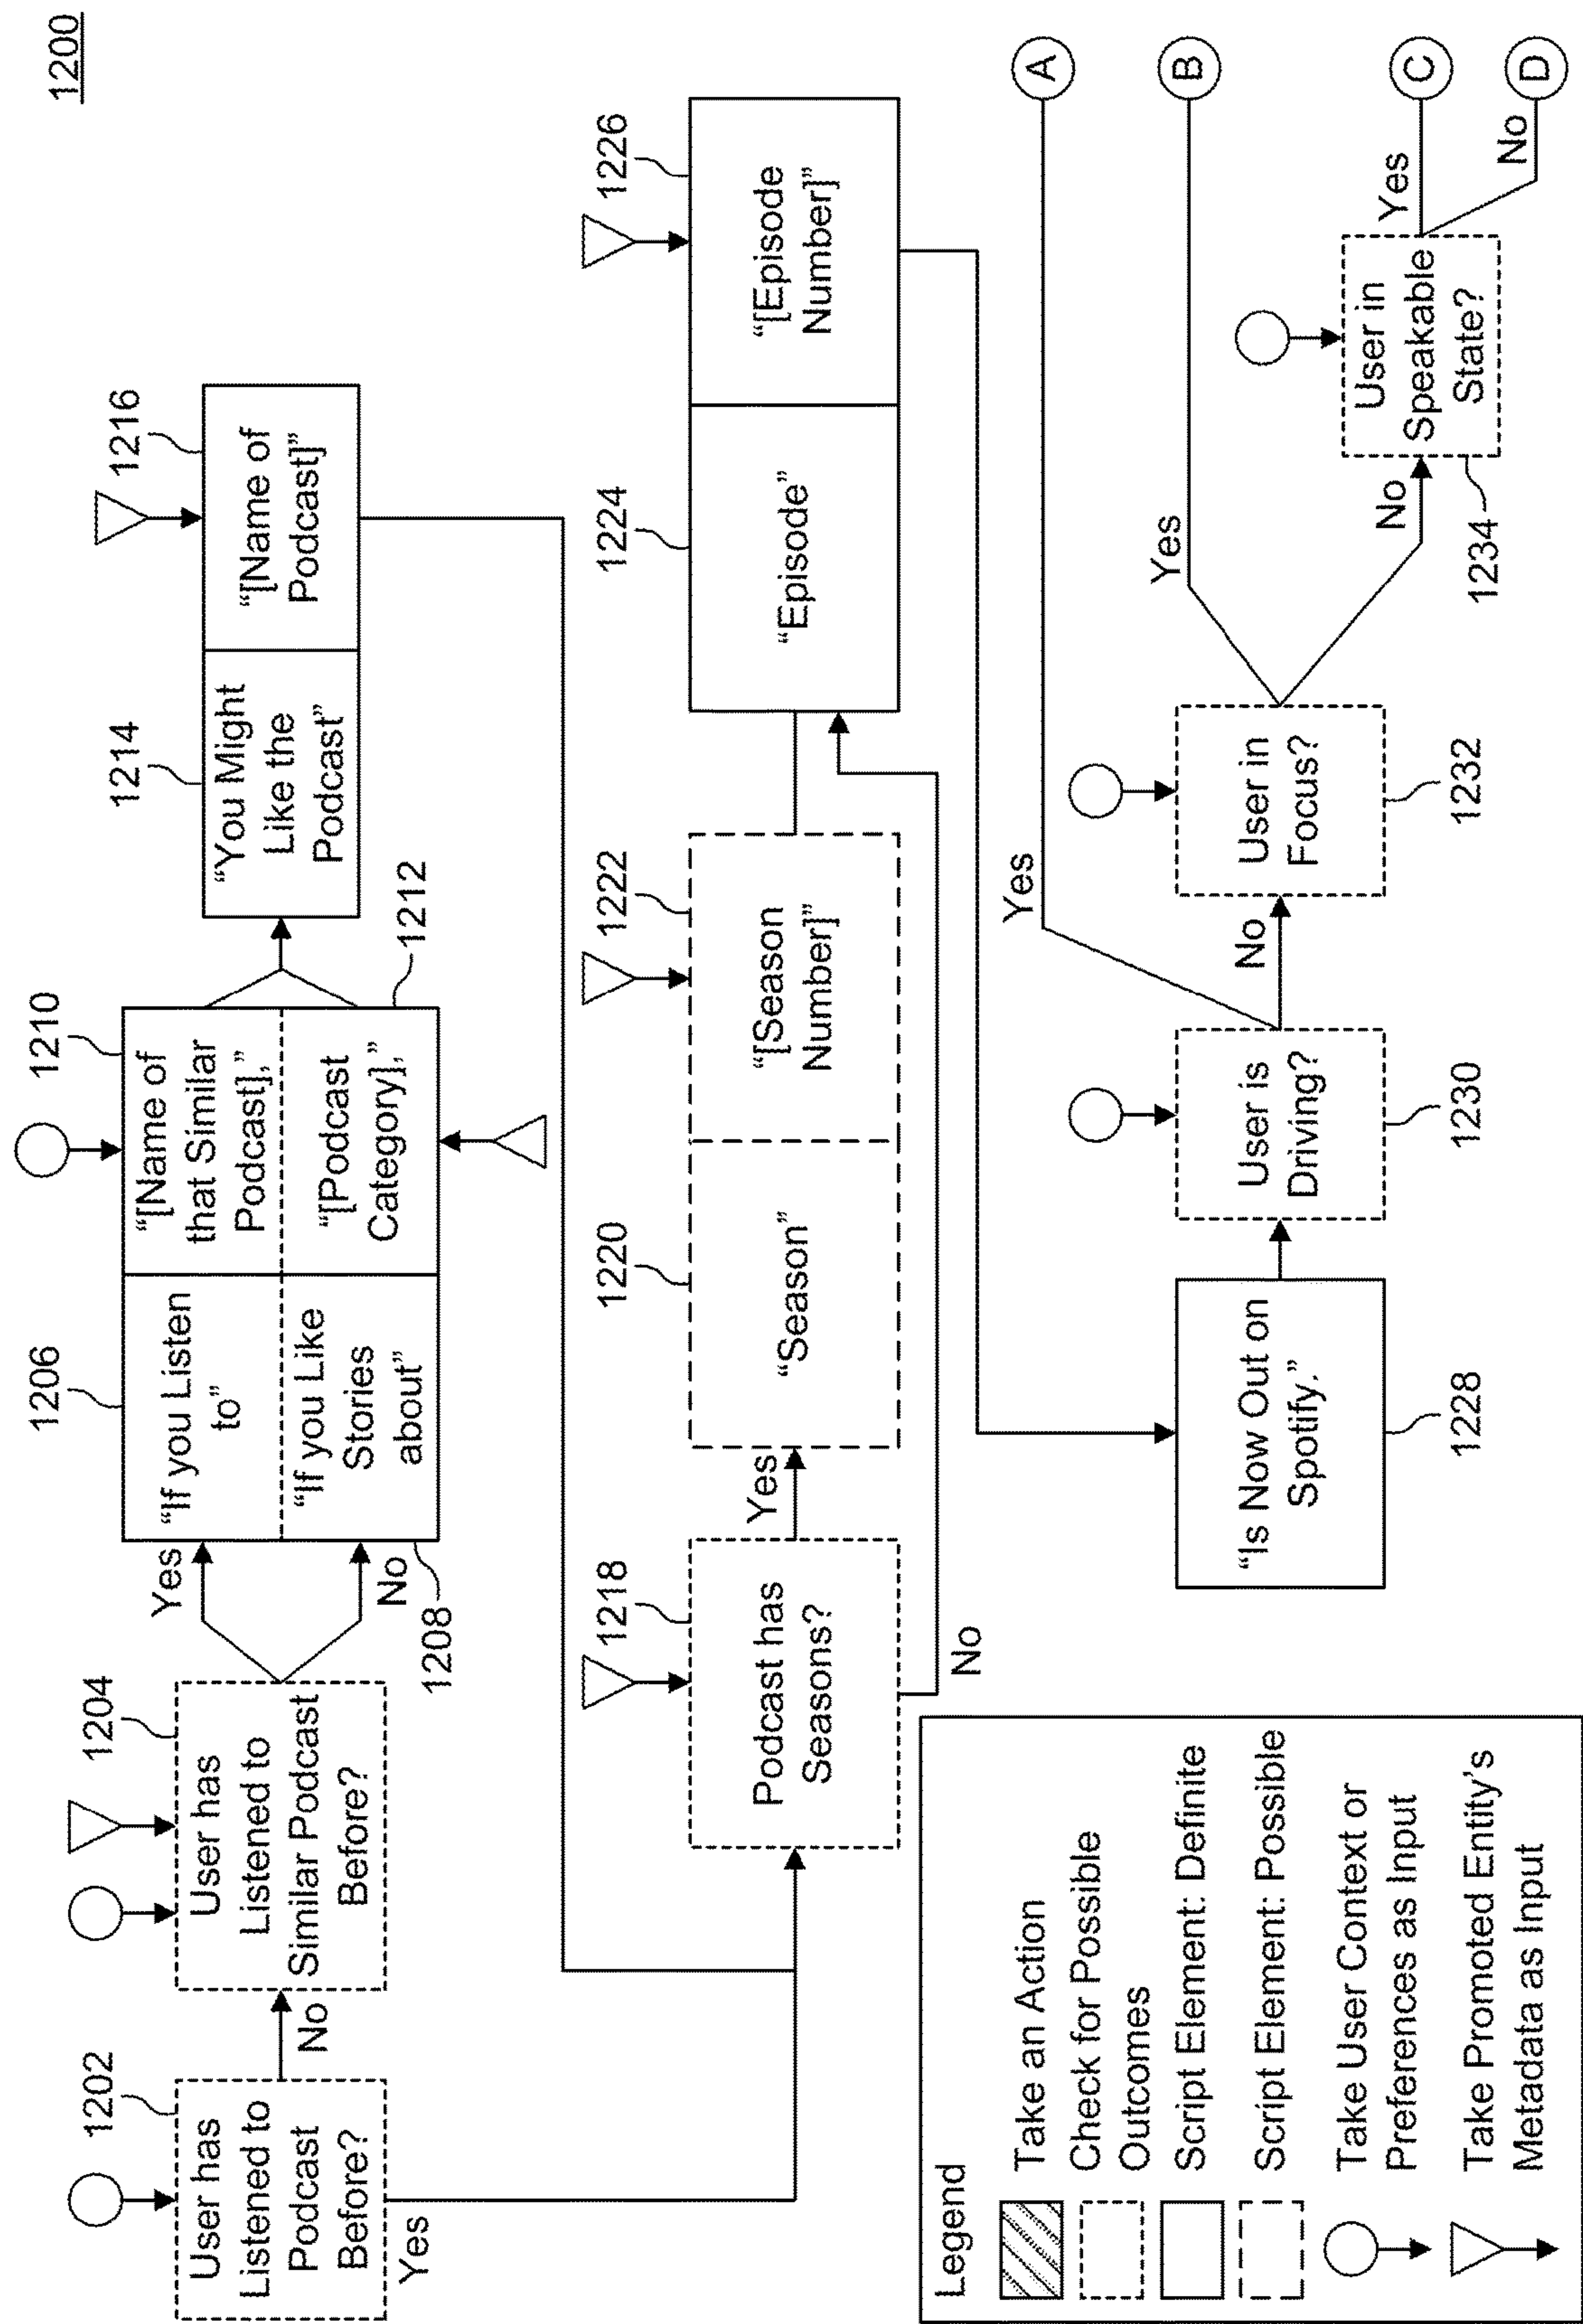 1200
1202
User has
Listened to
Podcast
Before?
Yes
No
1204
User has
Listened to
Similar Podcast
Before?
Yes
No
1206
“If you Listen
to”
1208
“If you Like
Stories
about”
1210
“[Name of
that Similar
Podcast],”
1212
“[Podcast
Category],”
1214
“You Might
Like the
Podcast”
1216
“[Name of
Podcast]”
1218
Podcast has
Seasons?
Yes
No
1220
“Season”
1222
“[Season
Number]”
1224
“Episode”
1226
“[Episode
Number]”
1228
“Is Now Out on
Spotify.”
1230
User is
Driving?
Yes
No
1232
User in
Focus?
Yes
No
1234
User in
Speakable
State?
Yes
No
A
B
C
D
Legend
Take an Action
Check for Possible
Outcomes
Script Element: Definite
Script Element: Possible
Take User Context or
Preferences as Input
Take Promoted Entity’s
Metadata as Input